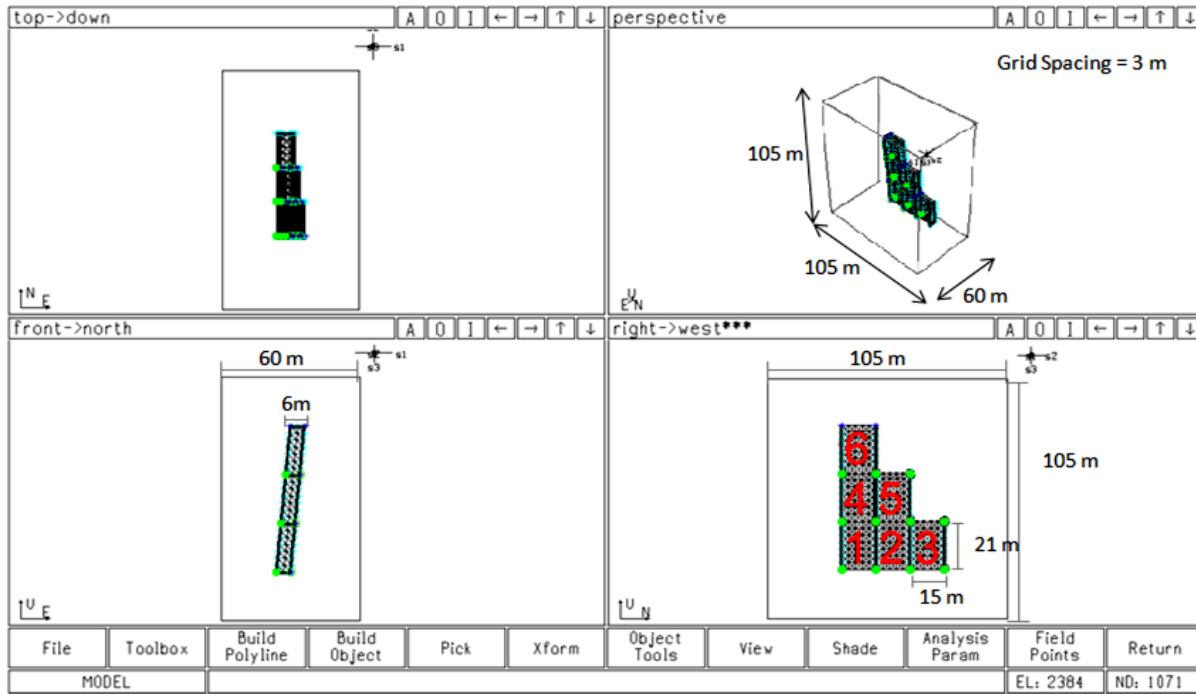 top->down
A O I ← → ↑ ↓
s1
N
E
perspective
A O I ← → ↑ ↓
Grid Spacing = 3 m
105 m
105 m
60 m
U
E N
front->north
A O I ← → ↑ ↓
60 m
s1
s3
6m
U
E
right->west***
A O I ← → ↑ ↓
105 m
s2
s3
105 m
6
4 5
1 2 3
21 m
15 m
U
N
File Toolbox Build Polyline Build Object Pick Xform Object Tools View Shade Analysis Param Field Points Return
MODEL EL: 2384 ND: 1071